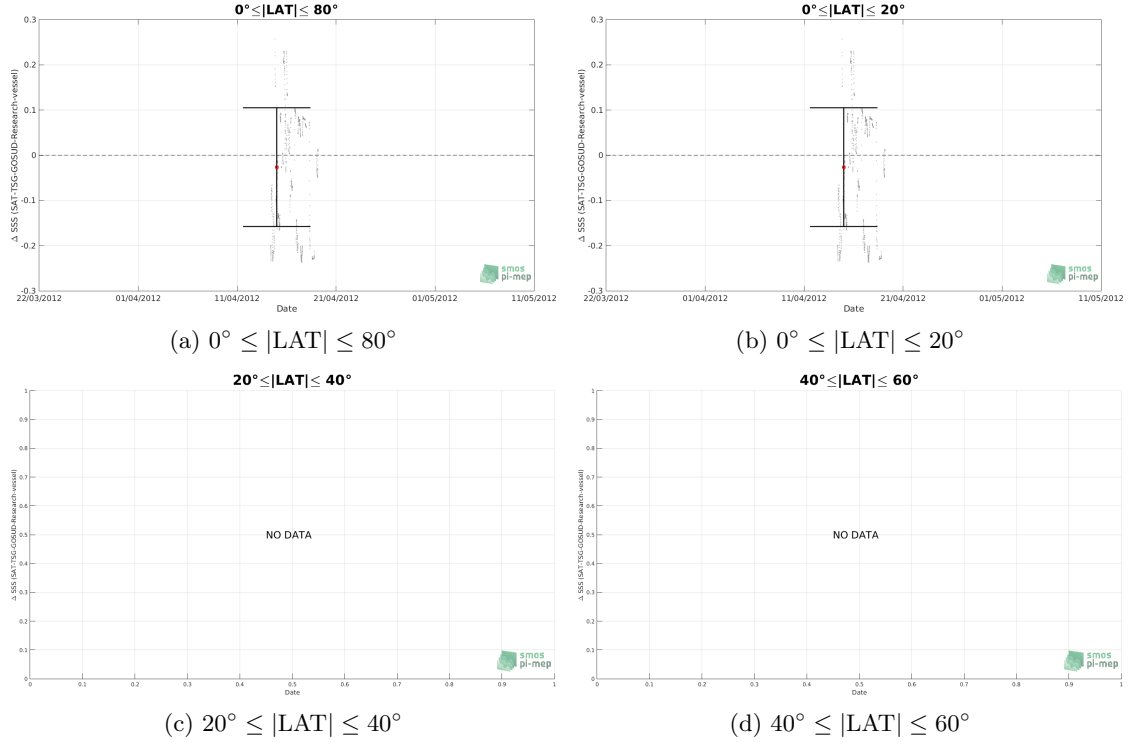 0°≤|LAT|≤ 80°
0.3
0.2
0.1
0
-0.1
-0.2
-0.3
Δ SSS (SAT-TSG-GOSUD-Research-vessel)
22/03/2012 01/04/2012 11/04/2012 21/04/2012 01/05/2012 11/05/2012
Date
smos
pi-mep
(a) 0° ≤ |LAT| ≤ 80°
0°≤|LAT|≤ 20°
0.3
0.2
0.1
0
-0.1
-0.2
-0.3
Δ SSS (SAT-TSG-GOSUD-Research-vessel)
22/03/2012 01/04/2012 11/04/2012 21/04/2012 01/05/2012 11/05/2012
Date
smos
pi-mep
(b) 0° ≤ |LAT| ≤ 20°
20°≤|LAT|≤ 40°
1
0.9
0.8
0.7
0.6
0.5
0.4
0.3
0.2
0.1
0
Δ SSS (SAT-TSG-GOSUD-Research-vessel)
NO DATA
0 0.1 0.2 0.3 0.4 0.5 0.6 0.7 0.8 0.9 1
Date
smos
pi-mep
(c) 20° ≤ |LAT| ≤ 40°
40°≤|LAT|≤ 60°
1
0.9
0.8
0.7
0.6
0.5
0.4
0.3
0.2
0.1
0
Δ SSS (SAT-TSG-GOSUD-Research-vessel)
NO DATA
0 0.1 0.2 0.3 0.4 0.5 0.6 0.7 0.8 0.9 1
Date
smos
pi-mep
(d) 40° ≤ |LAT| ≤ 60°